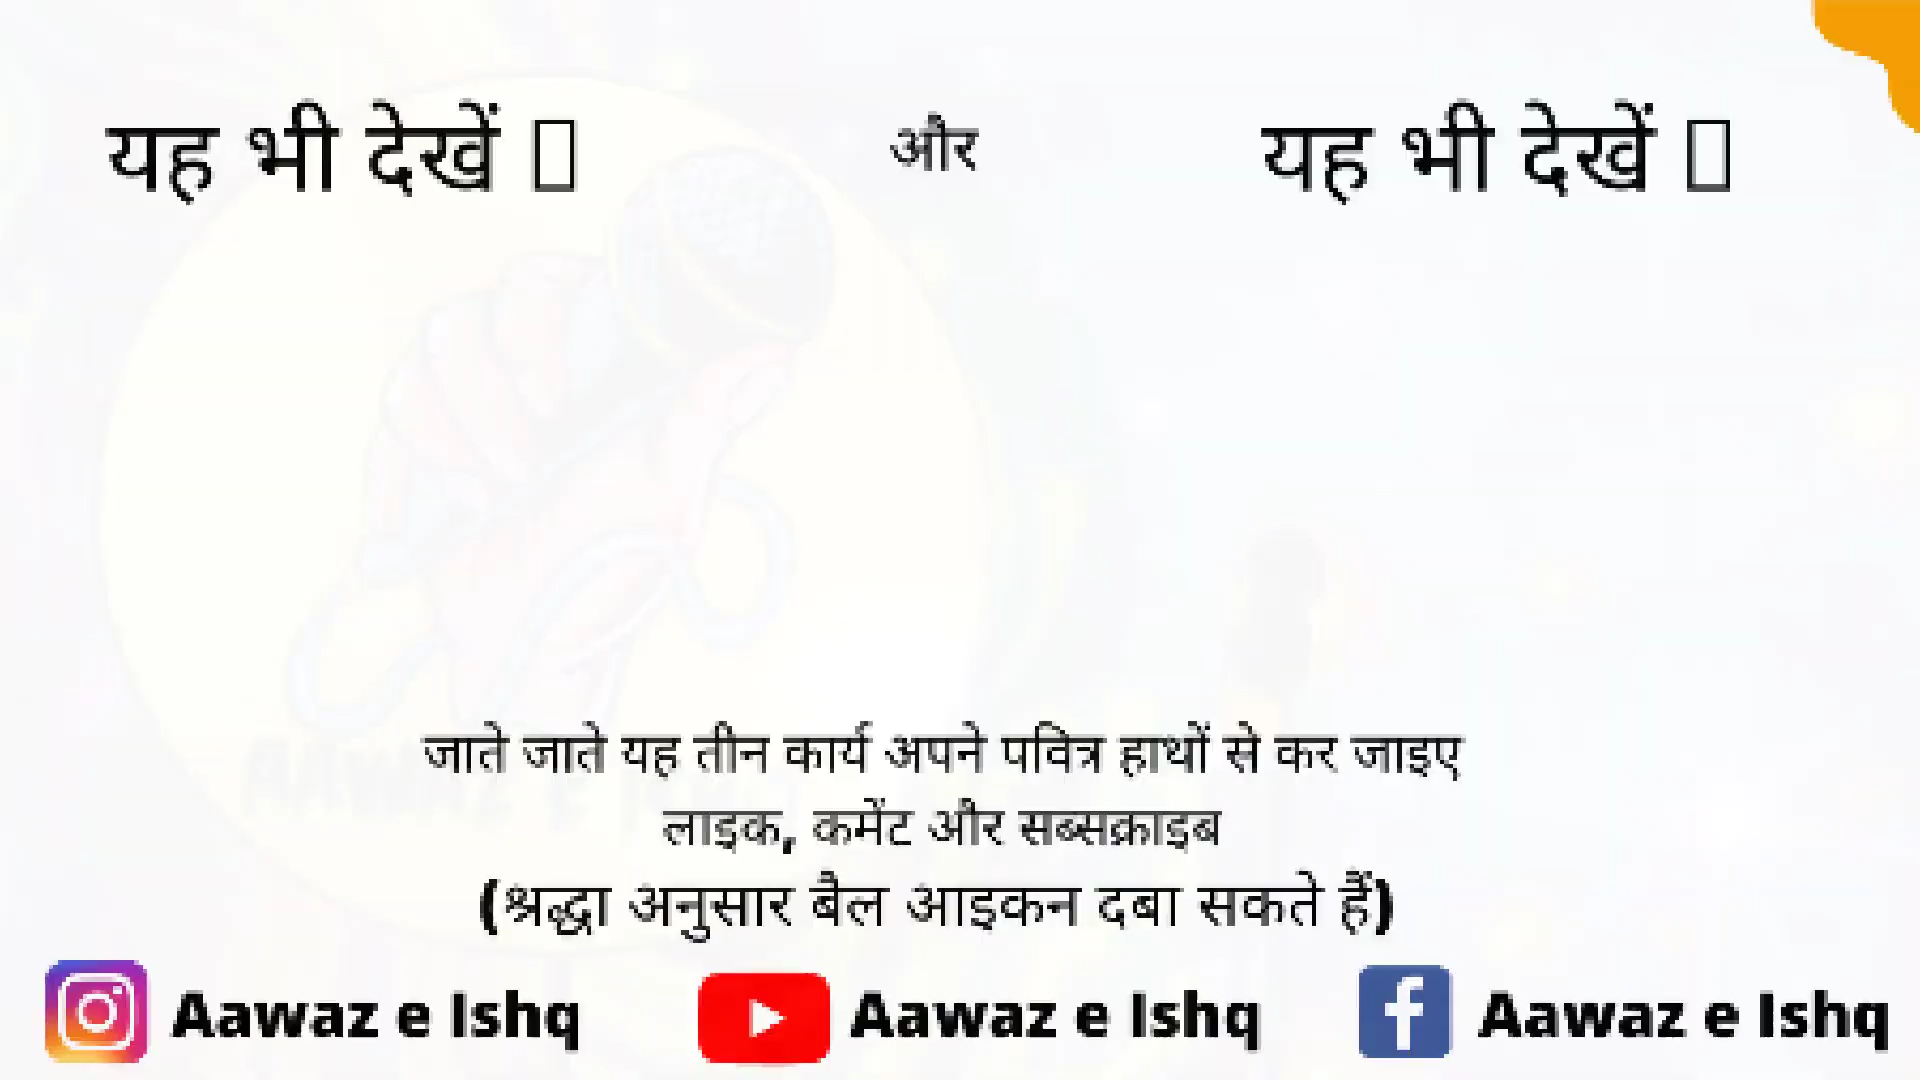 यह भी देखें और यह भी देखें
जाते जाते यह तीन कार्य अपने पवित्र हाथों से कर जाइए
लाइक, कमेंट और सब्सक्राइब
(श्रद्धा अनुसार बैल आइकन दबा सकते हैं)
Aawaz e Ishq Aawaz e Ishq Aawaz e Ishq